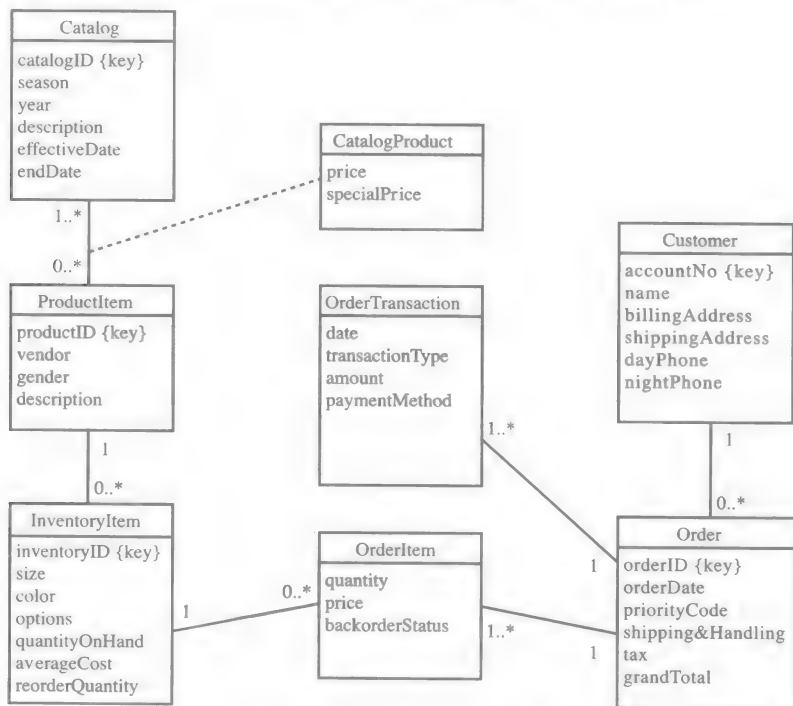 Catalog
catalogID {key}
season
year
description
effectiveDate
endDate
1..*
0..*
CatalogProduct
price
specialPrice
Customer
accountNo {key}
name
billingAddress
shippingAddress
dayPhone
nightPhone
1
0..*
ProductItem
productID {key}
vendor
gender
description
1
0..*
OrderTransaction
date
transactionType
amount
paymentMethod
1..*
1
InventoryItem
inventoryID {key}
size
color
options
quantityOnHand
averageCost
reorderQuantity
1
0..*
OrderItem
quantity
price
backorderStatus
1..*
1
Order
orderID {key}
orderDate
priorityCode
shipping&Handling
tax
grandTotal